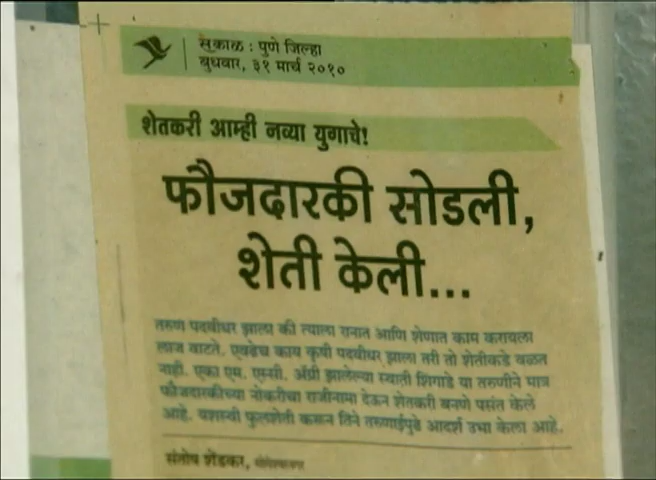 सकाळ : पुणे जिल्हा
बुधवार, ३१ मार्च २०१०
शेतकरी आम्ही नव्या युगाचे!
फौजदारकी सोडली,
शेती केली...
तरुण पदवीधर झाला की त्याला रानात आणि शेणात काम करायला
लाज वाटते. एवढेच काय कृषी पदवीधर झाला तरी तो शेतीकडे वळत
नाही. एका एम. एस्सी. अ‍ॅग्री झालेल्या स्वाती शिंगाडे या तरुणीने मात्र
फौजदारकीच्या नोकरीचा राजीनामा देऊन शेतकरी बनणे पसंत केले
आहे. यशस्वी फुलशेती करून तिने तरुणाईपुढे आदर्श उभा केला आहे.
संतोष शेंडकर,